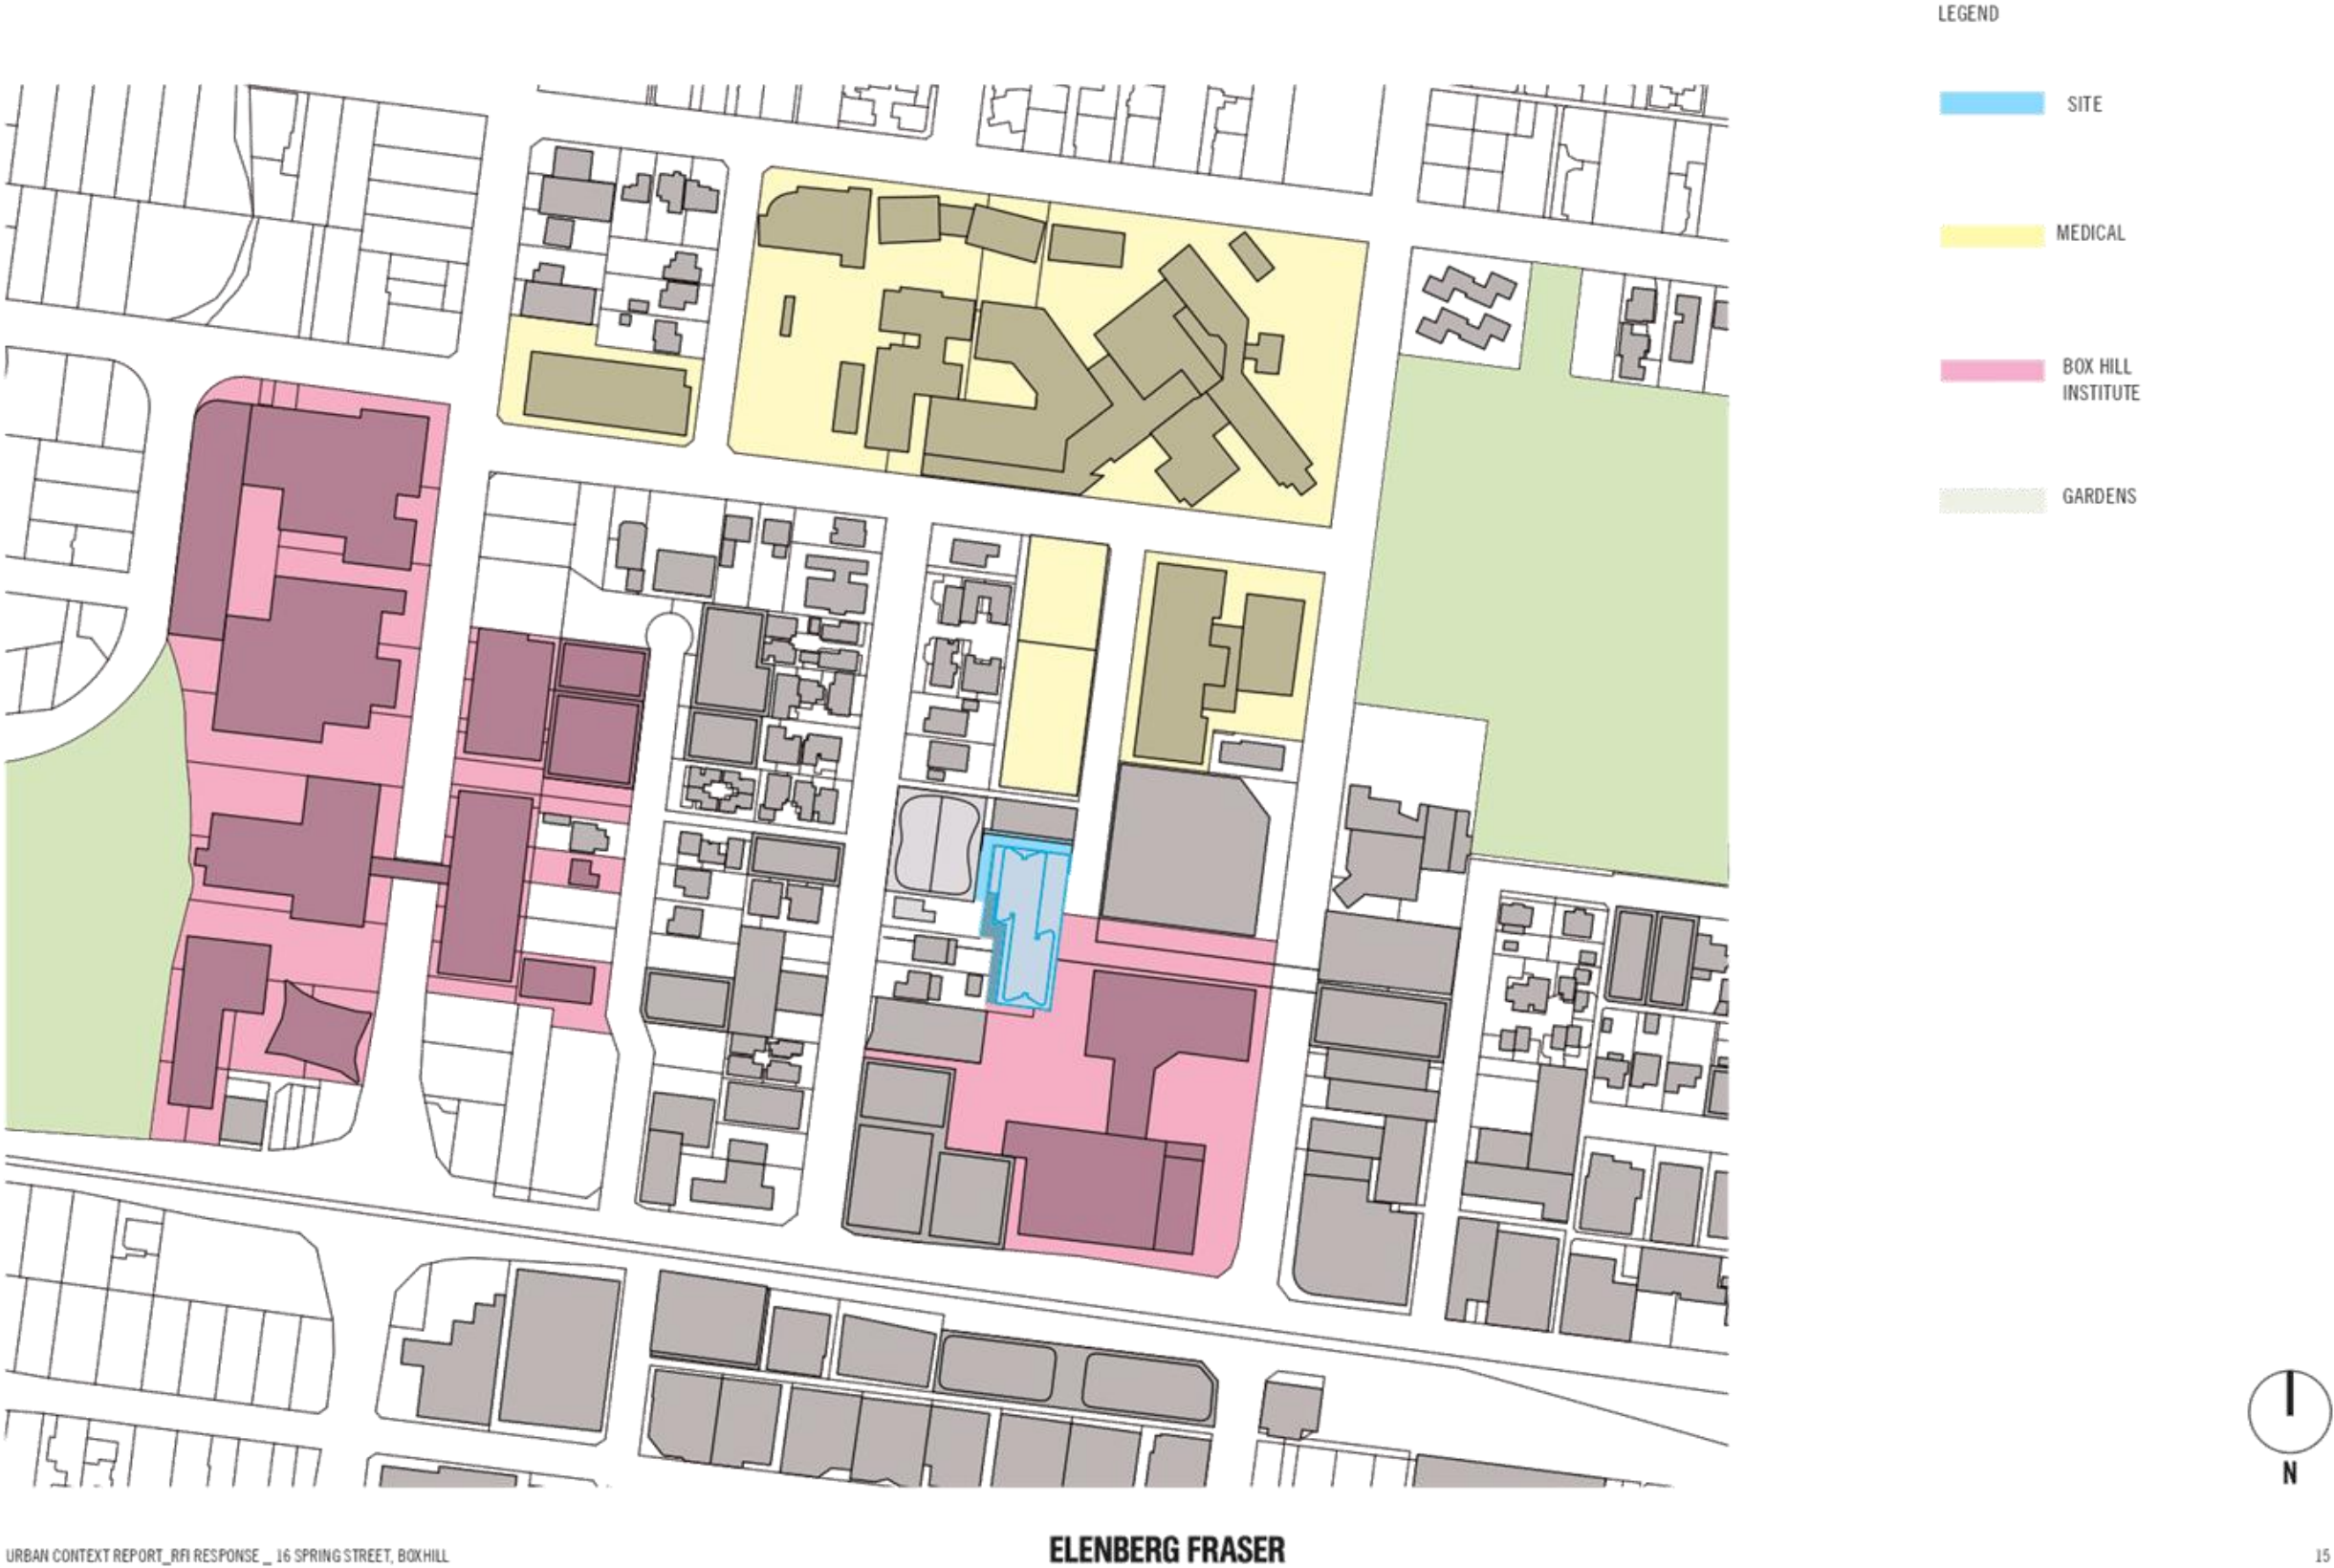 LEGEND
SITE
MEDICAL
BOX HILL
INSTITUTE
GARDENS
N
URBAN CONTEXT REPORT_RFI RESPONSE _ 16 SPRING STREET, BOXHILL
ELENBERG FRASER
15